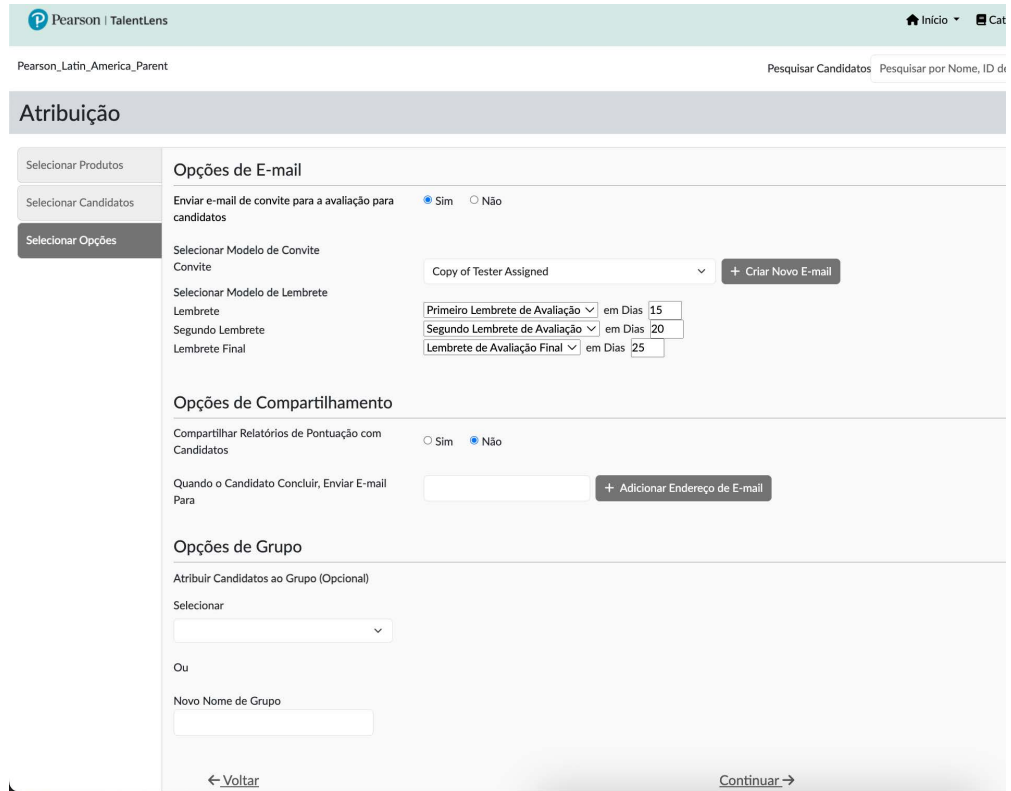 Pearson | TalentLens
Início
Cat
Pearson_Latin_America_Parent
Pesquisar Candidatos
Pesquisar por Nome, ID de
Atribuição
Selecionar Produtos
Selecionar Candidatos
Selecionar Opções
Opções de E-mail
Enviar e-mail de convite para a avaliação para
candidatos
Sim
Não
Selecionar Modelo de Convite
Convite
Copy of Tester Assigned
+ Criar Novo E-mail
Selecionar Modelo de Lembrete
Lembrete
Primeiro Lembrete de Avaliação
em Dias
15
Segundo Lembrete
Segundo Lembrete de Avaliação
em Dias
20
Lembrete Final
Lembrete de Avaliação Final
em Dias
25
Opções de Compartilhamento
Compartilhar Relatórios de Pontuação com
Candidatos
Sim
Não
Quando o Candidato Concluir, Enviar E-mail
Para
+ Adicionar Endereço de E-mail
Opções de Grupo
Atribuir Candidatos ao Grupo (Opcional)
Selecionar
Ou
Novo Nome de Grupo
← Voltar
Continuar →